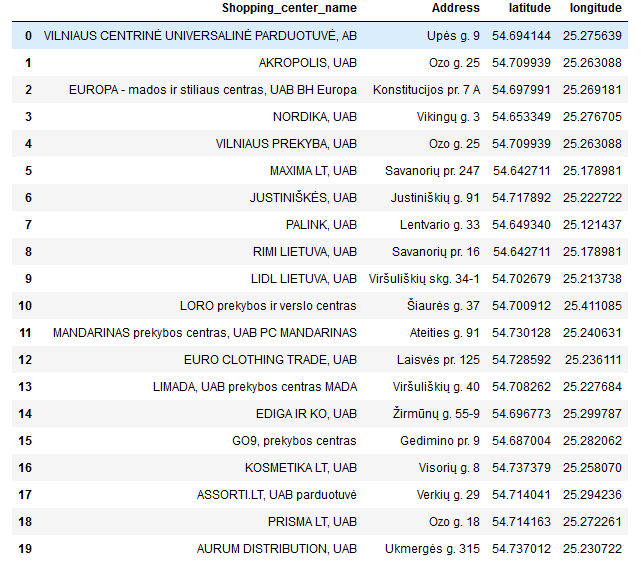 Shopping_center_name Address latitude longitude
0 VILNIAUS CENTRINĖ UNIVERSALINĖ PARDUOTUVĖ, AB Upės g. 9 54.694144 25.275639
1 AKROPOLIS, UAB Ozo g. 25 54.709939 25.263088
2 EUROPA - mados ir stiliaus centras, UAB BH Europa Konstitucijos pr. 7 A 54.697991 25.269181
3 NORDIKA, UAB Vikingų g. 3 54.653349 25.276705
4 VILNIAUS PREKYBA, UAB Ozo g. 25 54.709939 25.263088
5 MAXIMA LT, UAB Savanorių pr. 247 54.642711 25.178981
6 JUSTINIŠKĖS, UAB Justiniškių g. 91 54.717892 25.222722
7 PALINK, UAB Lentvario g. 33 54.649340 25.121437
8 RIMI LIETUVA, UAB Savanorių pr. 16 54.642711 25.178981
9 LIDL LIETUVA, UAB Viršuliškių skg. 34-1 54.702679 25.213738
10 LORO prekybos ir verslo centras Šiaurės g. 37 54.700912 25.411085
11 MANDARINAS prekybos centras, UAB PC MANDARINAS Ateities g. 91 54.730128 25.240631
12 EURO CLOTHING TRADE, UAB Laisvės pr. 125 54.728592 25.236111
13 LIMADA, UAB prekybos centras MADA Viršuliškių g. 40 54.708262 25.227684
14 EDIGA IR KO, UAB Žirmūnų g. 55-9 54.696773 25.299787
15 GO9, prekybos centras Gedimino pr. 9 54.687004 25.282062
16 KOSMETIKA LT, UAB Visorių g. 8 54.737379 25.258070
17 ASSORTI.LT, UAB parduotuvė Verkių g. 29 54.714041 25.294236
18 PRISMA LT, UAB Ozo g. 18 54.714163 25.272261
19 AURUM DISTRIBUTION, UAB Ukmergės g. 315 54.737012 25.230722